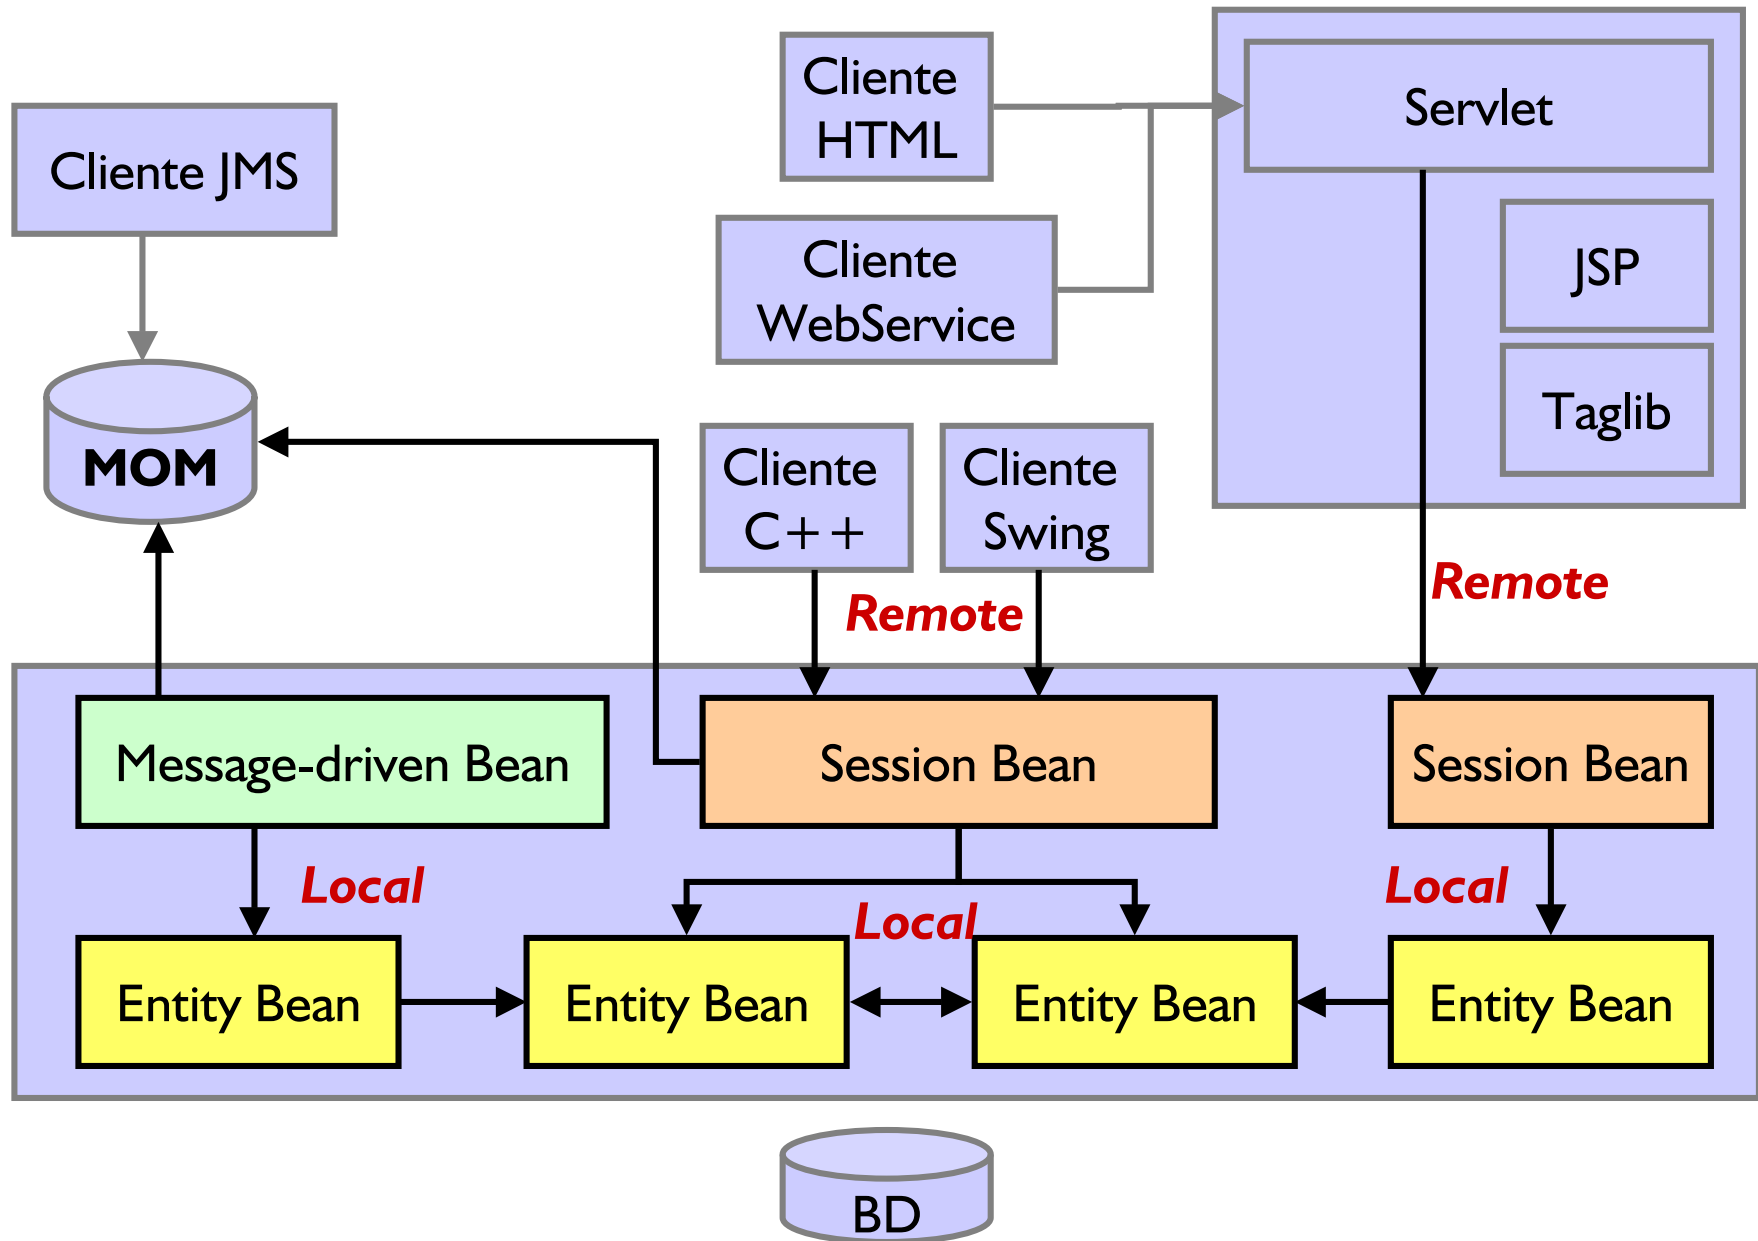 Cliente
HTML
Servlet
Cliente JMS
Cliente
WebService
JSP
Taglib
MOM
Cliente
C++
Cliente
Swing
Remote
Remote
Message-driven Bean
Session Bean
Session Bean
Local
Local
Local
Entity Bean
Entity Bean
Entity Bean
Entity Bean
BD